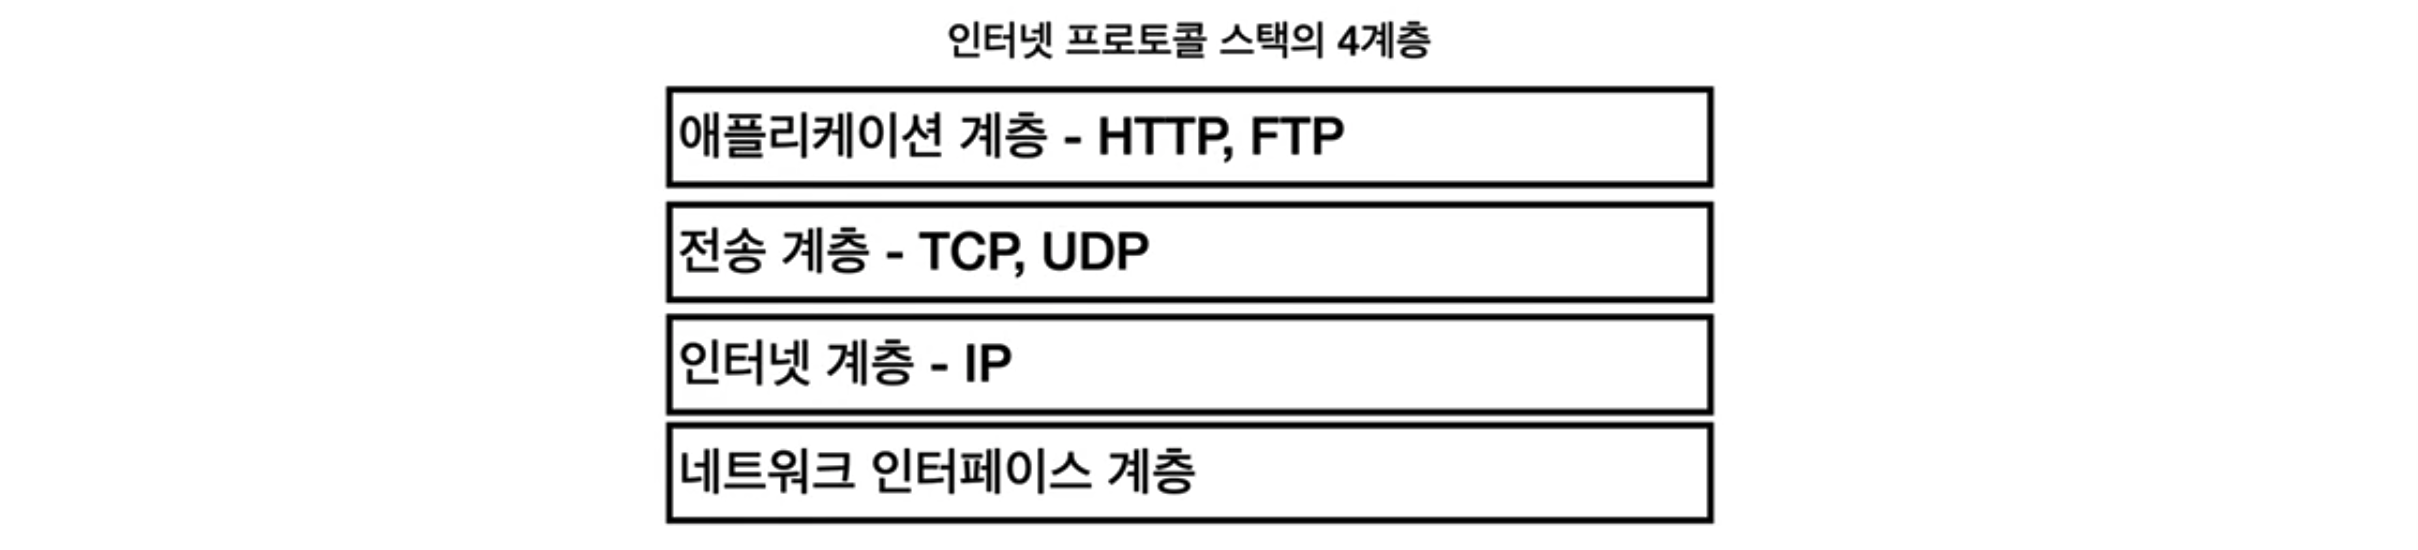 인터넷 프로토콜 스택의 4계층
애플리케이션 계층 - HTTP, FTP
전송 계층 - TCP, UDP
인터넷 계층 - IP
네트워크 인터페이스 계층